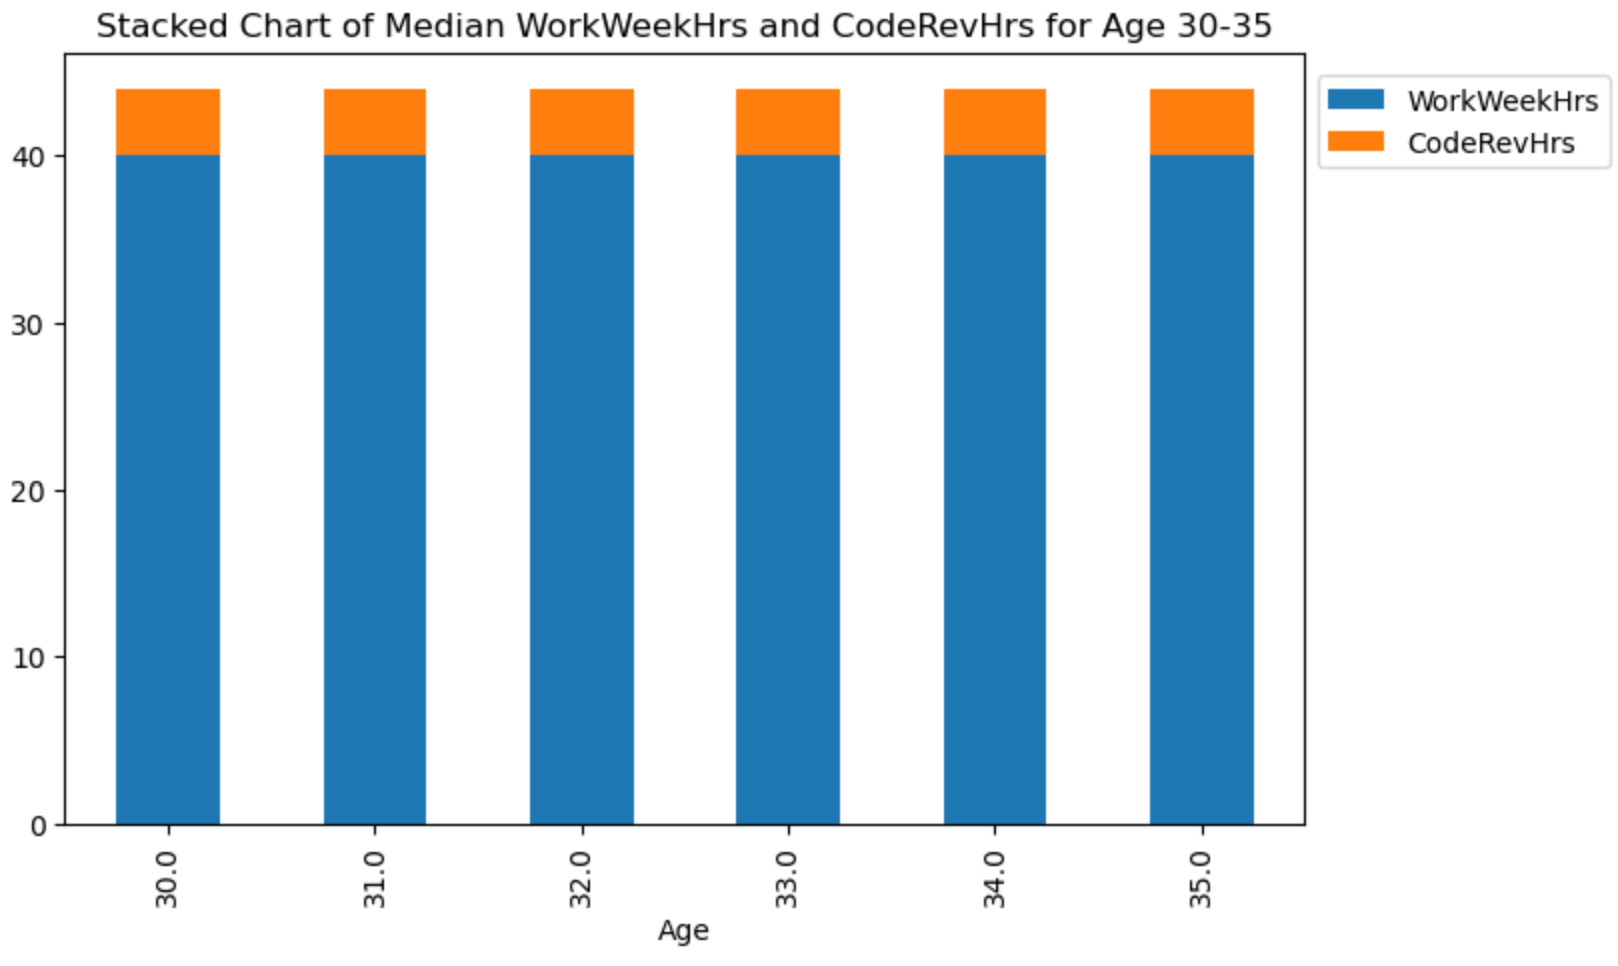 Stacked Chart of Median WorkWeekHrs and CodeRevHrs for Age 30-35
WorkWeekHrs
CodeRevHrs
40
30
20
10
0
30.0
31.0
32.0
33.0
34.0
35.0
Age